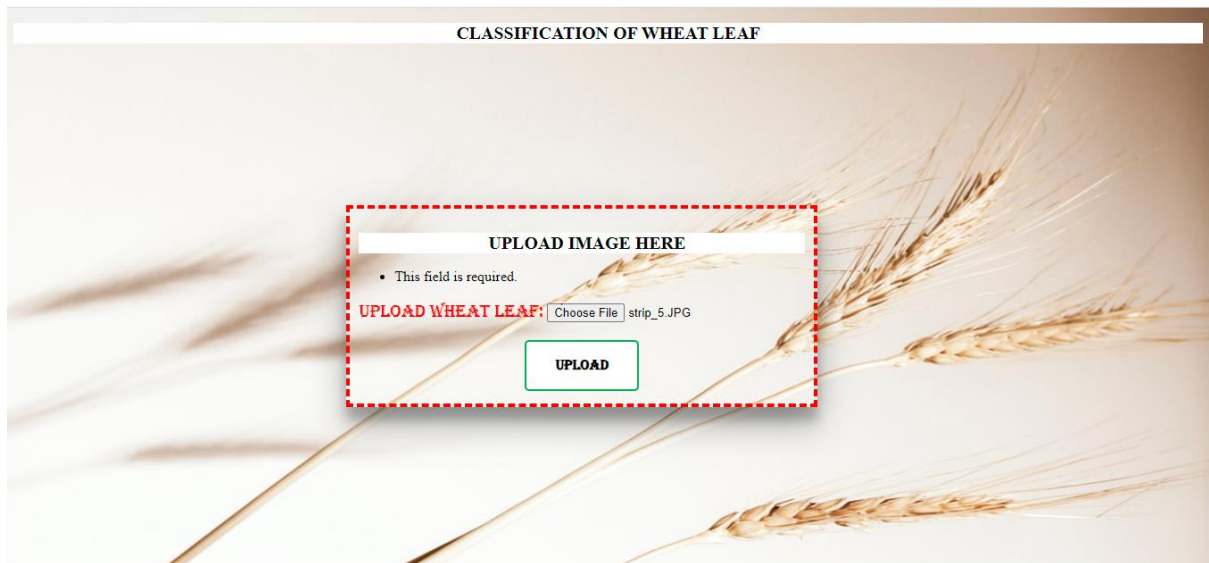 CLASSIFICATION OF WHEAT LEAF
UPLOAD IMAGE HERE
• This field is required.
UPLOAD WHEAT LEAF: Choose File strip_5.JPG
UPLOAD